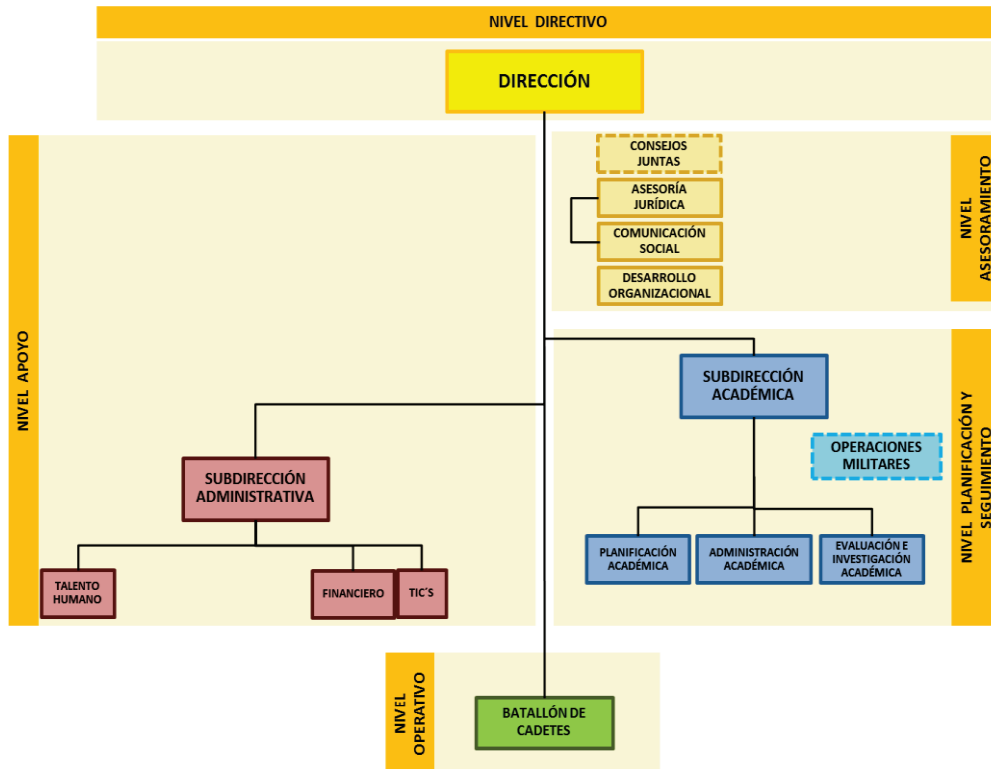 NIVEL DIRECTIVO
DIRECCIÓN
NIVEL APOYO
CONSEJOS
JUNTAS
ASESORÍA
JURÍDICA
COMUNICACIÓN
SOCIAL
DESARROLLO
ORGANIZACIONAL
NIVEL
ASESORAMIENTO
SUBDIRECCIÓN
ACADÉMICA
OPERACIONES
MILITARES
NIVEL PLANIFICACIÓN Y
SEGUIMIENTO
SUBDIRECCIÓN
ADMINISTRATIVA
PLANIFICACIÓN
ACADÉMICA
ADMINISTRACIÓN
ACADÉMICA
EVALUACIÓN E
INVESTIGACIÓN
ACADÉMICA
TALENTO
HUMANO
FINANCIERO
TIC´S
NIVEL
OPERATIVO
BATALLÓN DE
CADETES